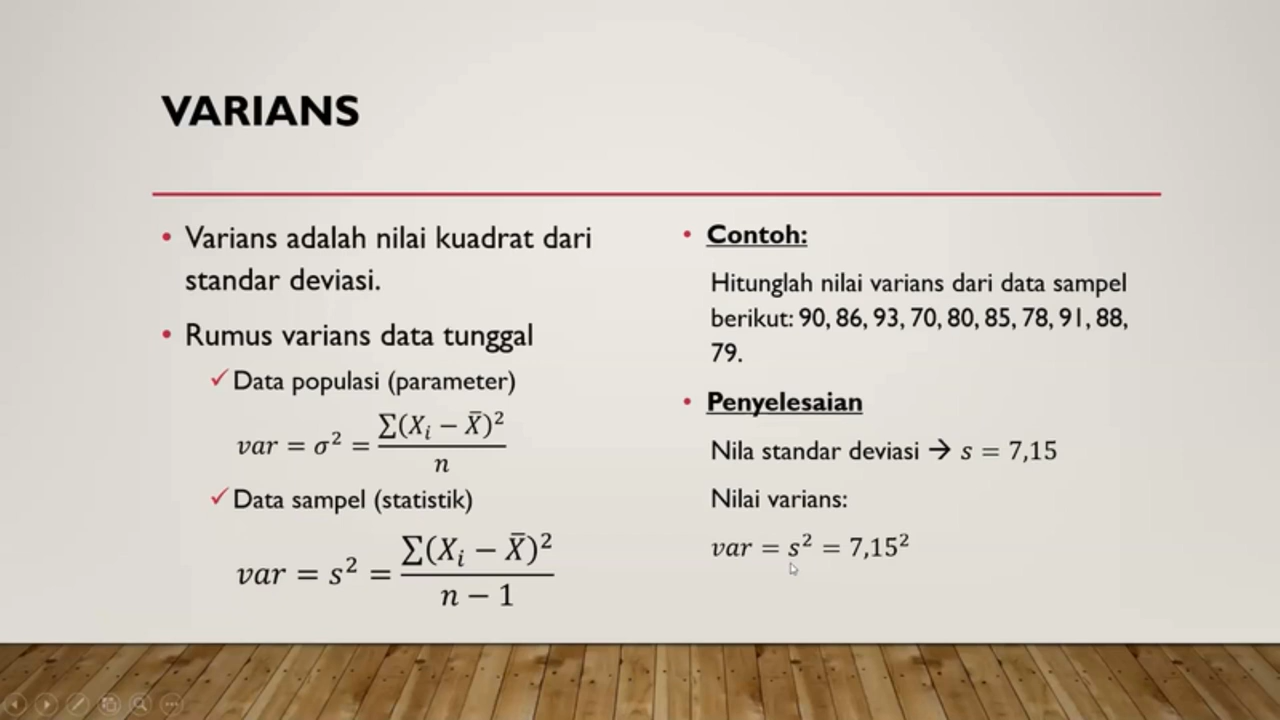 VARIANS
• Varians adalah nilai kuadrat dari
standar deviasi.
• Rumus varians data tunggal
✓ Data populasi (parameter)
var = σ² = ∑(Xᵢ − X̄)² / n
✓ Data sampel (statistik)
var = s² = ∑(Xᵢ − X̄)² / n − 1
• Contoh:
Hitunglah nilai varians dari data sampel
berikut: 90, 86, 93, 70, 80, 85, 78, 91, 88,
79.
• Penyelesaian
Nila standar deviasi → s = 7,15
Nilai varians:
var = s² = 7,15²